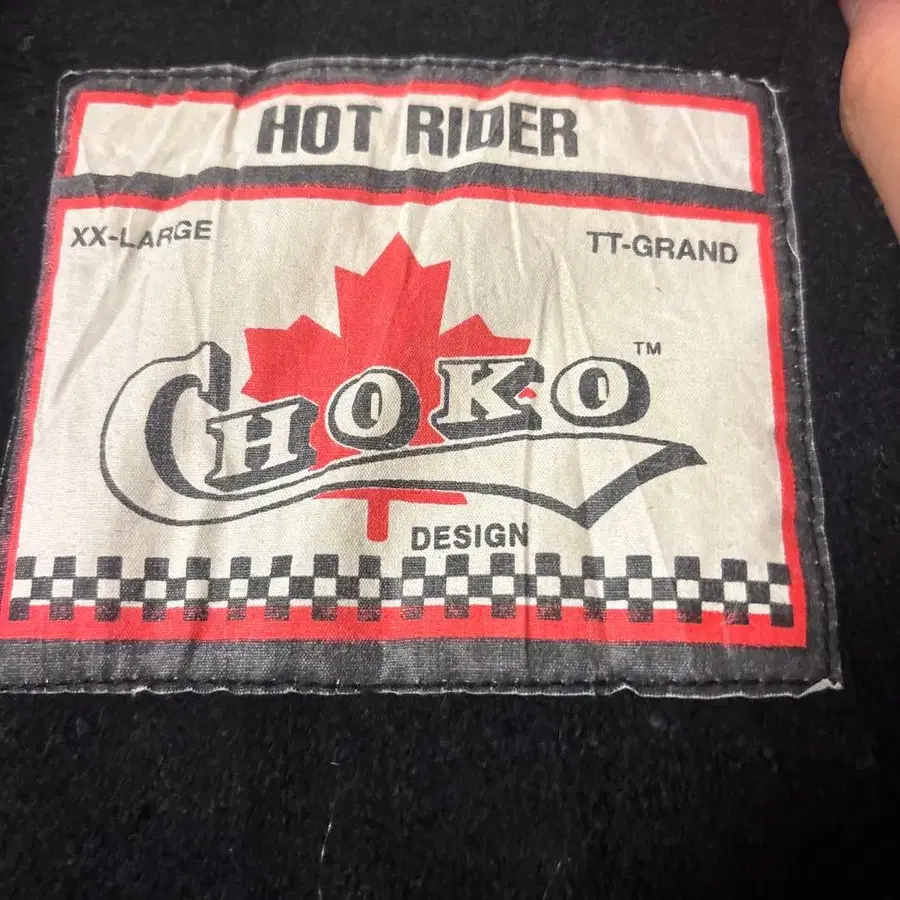 HOT RIDER
XX-LARGE TT-GRAND
CHOKO™
DESIGN